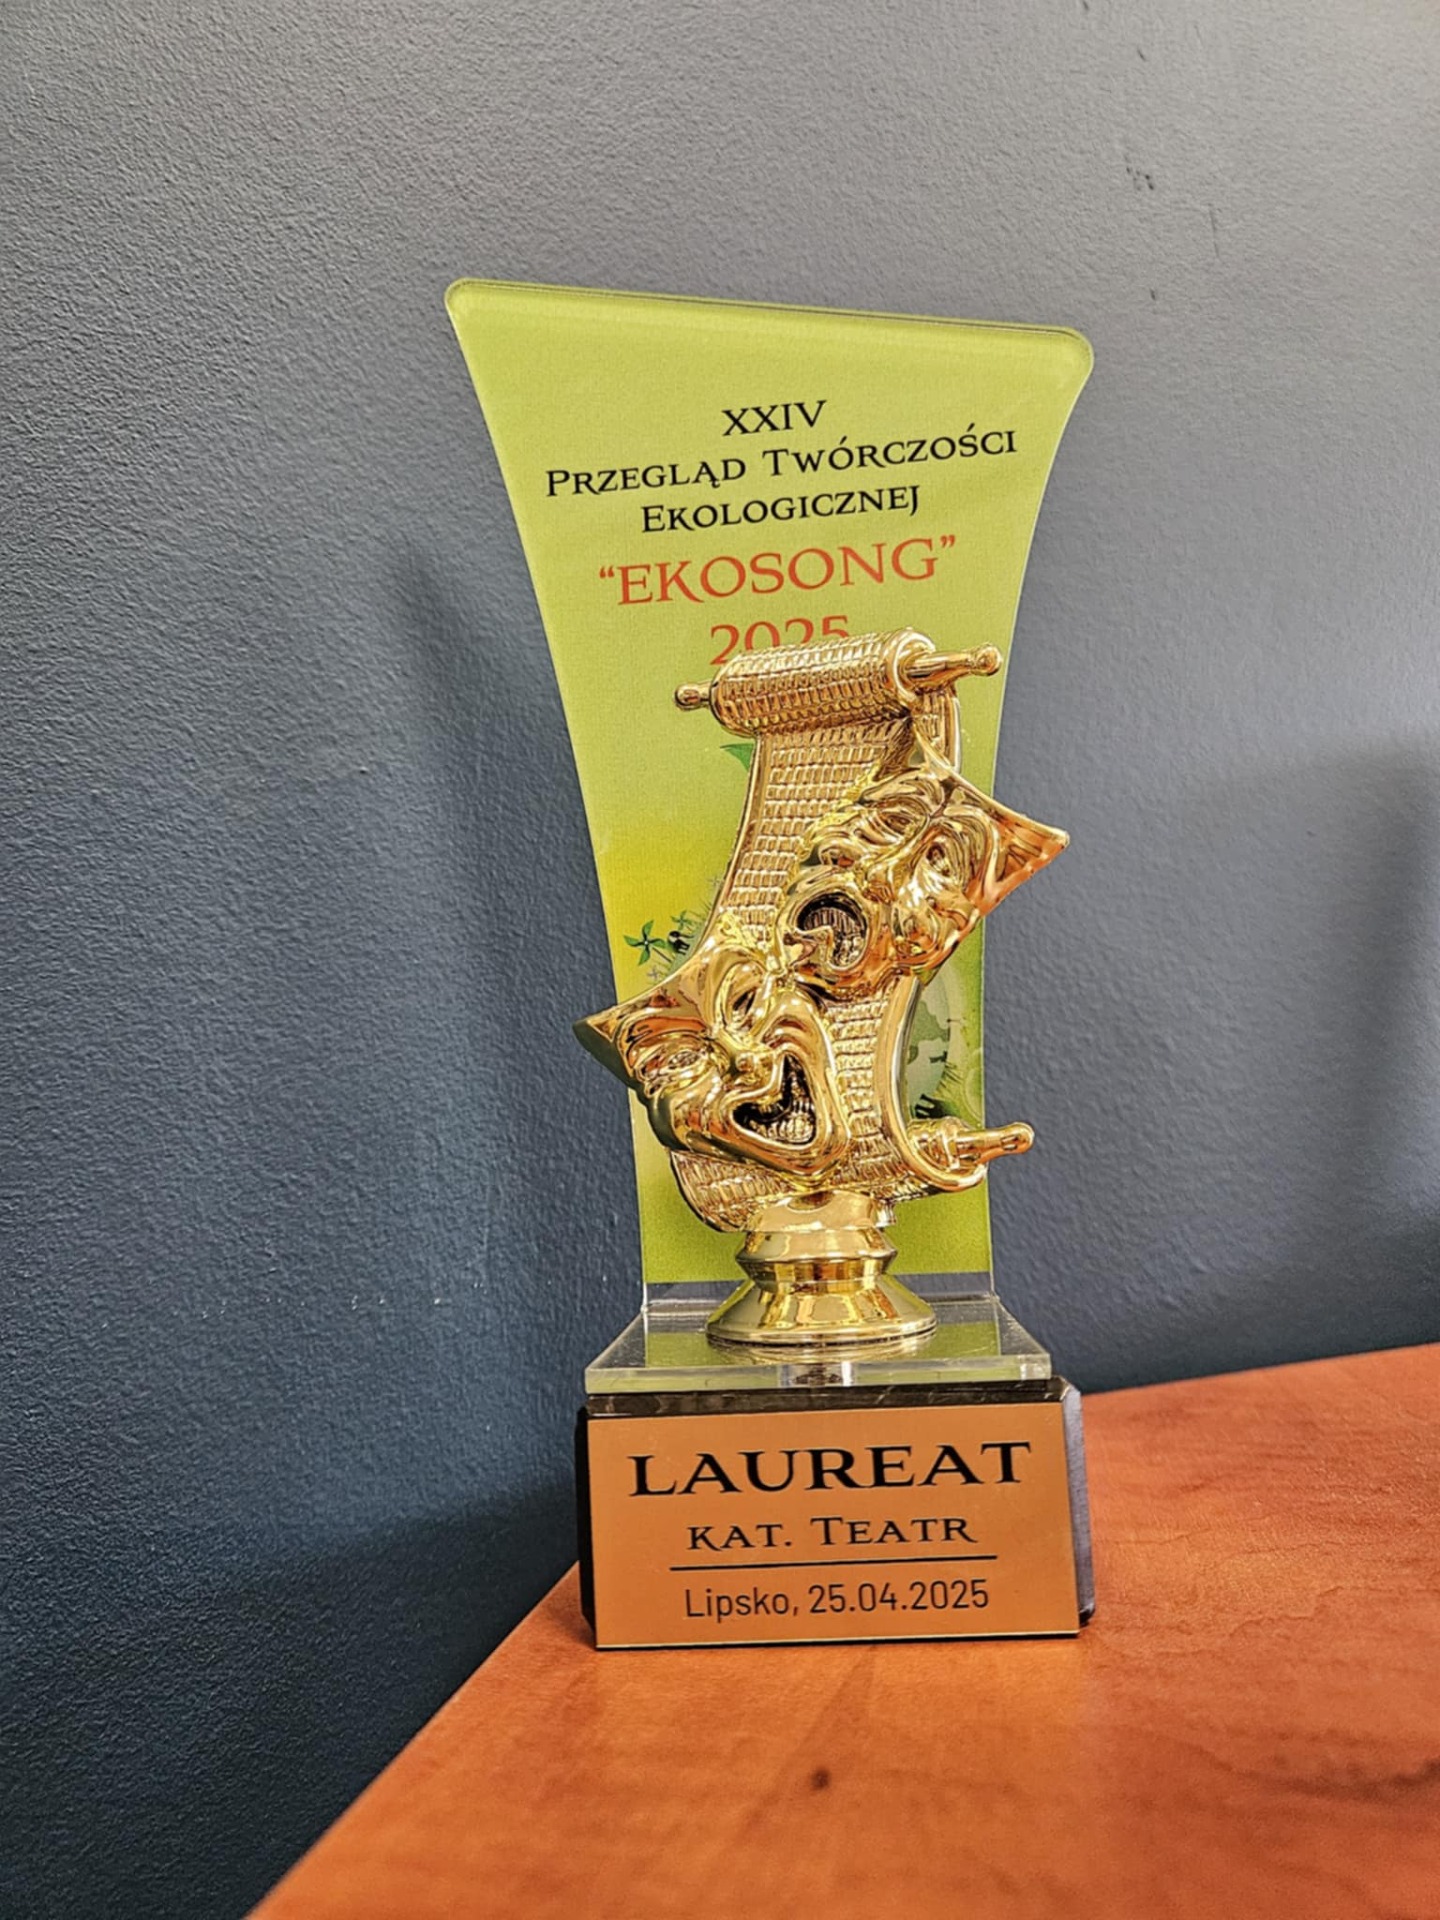 XXIV
Przegląd Twórczości
Ekologicznej
“EKOSONG”
2025
LAUREAT
KAT. TEATR
Lipsko, 25.04.2025